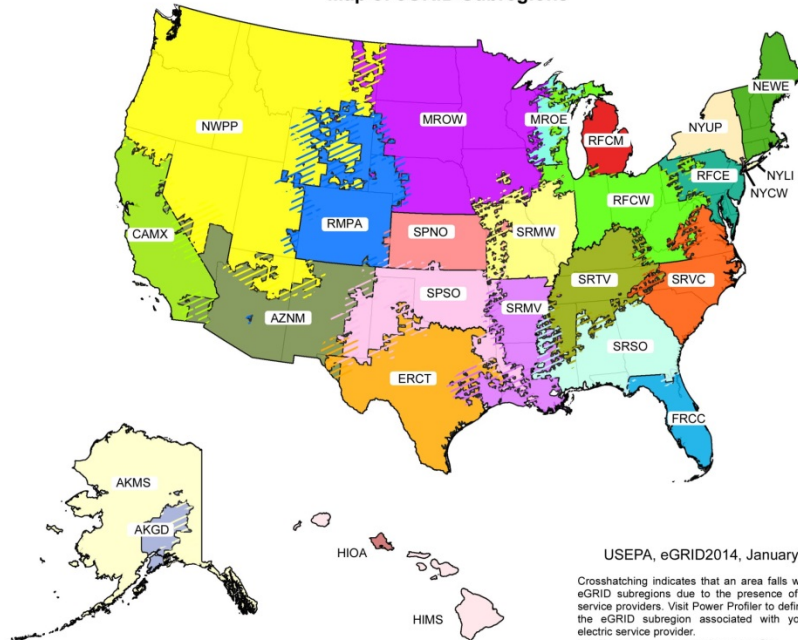 NWPP
MROW
MROE
RFCM
NEWE
NYUP
NYLI
NYCW
RFCE
RFCW
CAMX
RMPA
SPNO
SRMW
SRTV
SRVC
AZNM
SPSO
SRMV
SRSO
ERCT
FRCC
AKMS
AKGD
HIOA
HIMS
USEPA, eGRID2014, January
Crosshatching indicates that an area falls
eGRID subregions due to the presence of
service providers. Visit Power Profiler to
the eGRID subregion associated with
electric service provider.